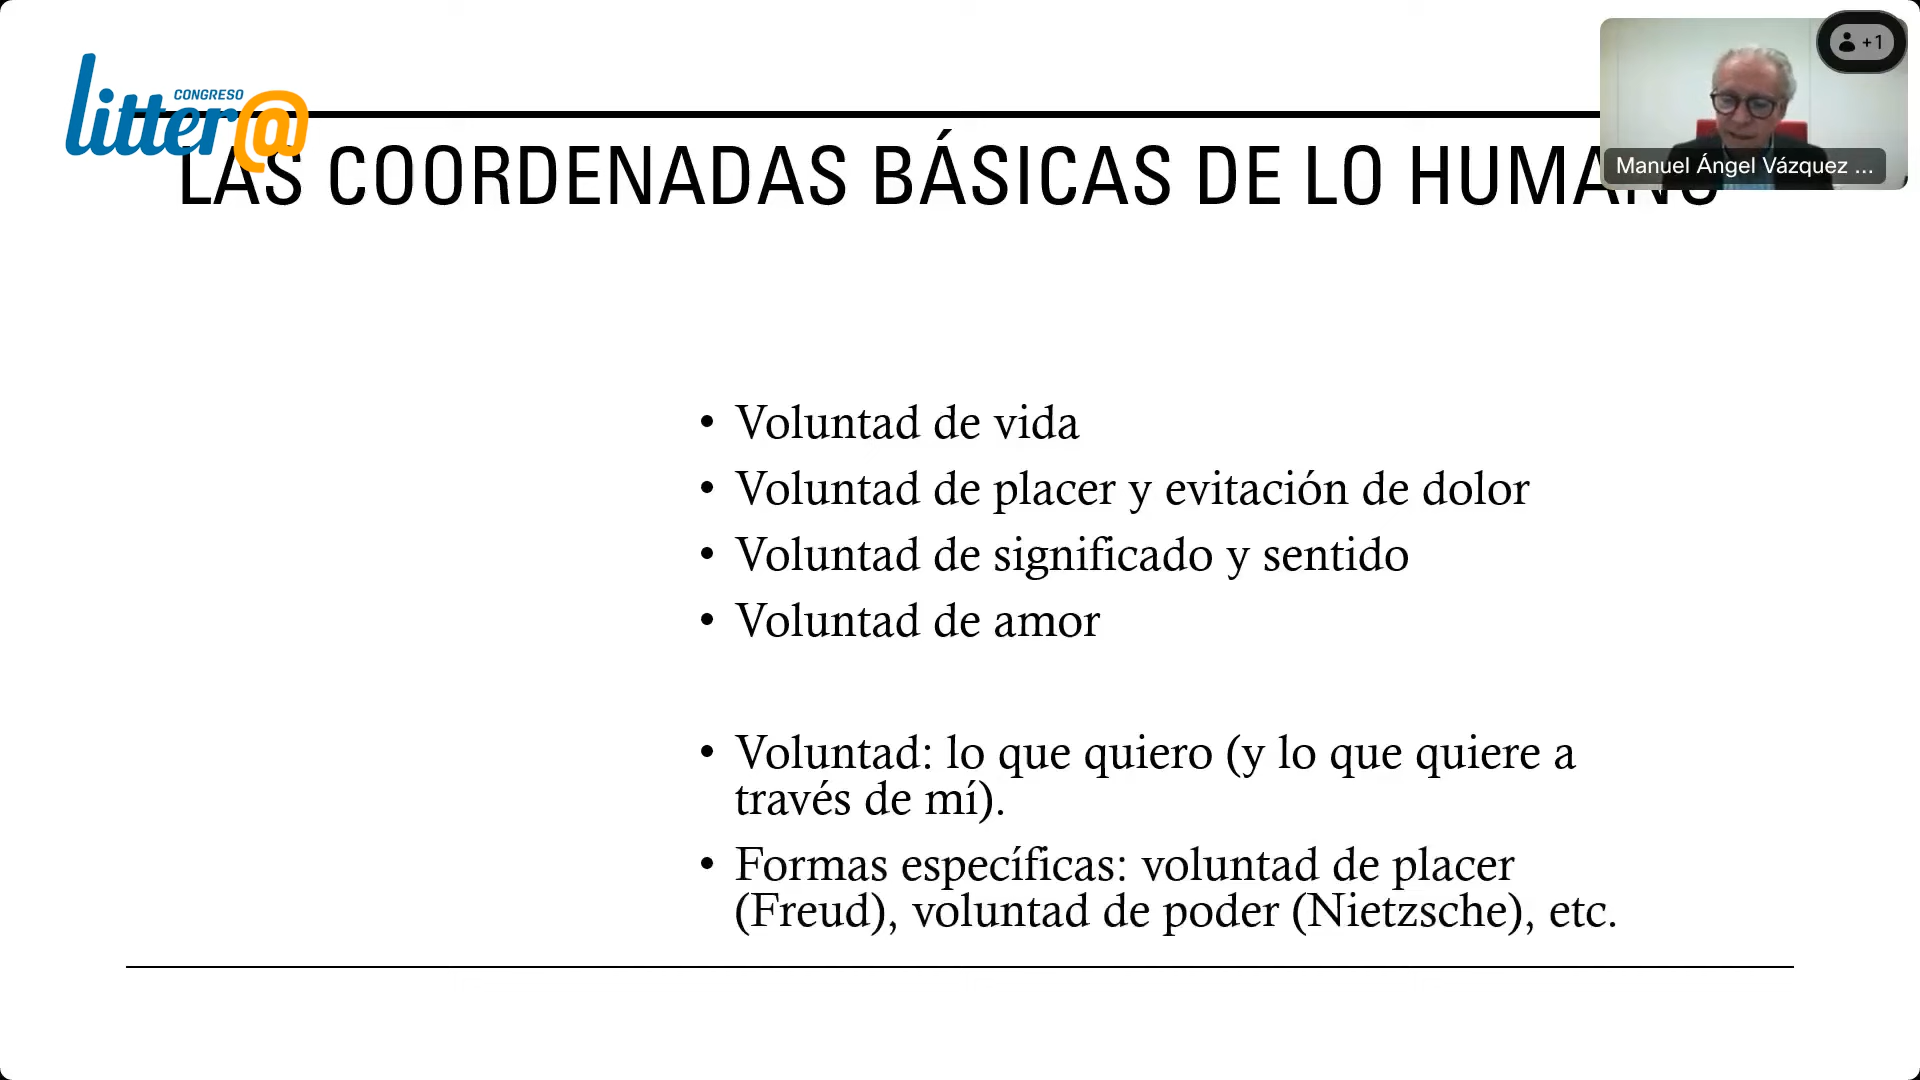 CONGRESO
litter@
+1
LAS COORDENADAS BÁSICAS DE LO HUMANO
Manuel Ángel Vázquez ...
• Voluntad de vida
• Voluntad de placer y evitación de dolor
• Voluntad de significado y sentido
• Voluntad de amor
• Voluntad: lo que quiero (y lo que quiere a
través de mí).
• Formas específicas: voluntad de placer
(Freud), voluntad de poder (Nietzsche), etc.